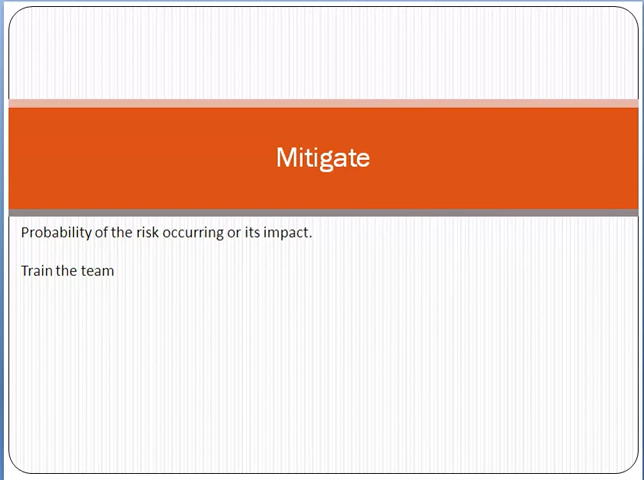 Mitigate
Probability of the risk occurring or its impact.
Train the team